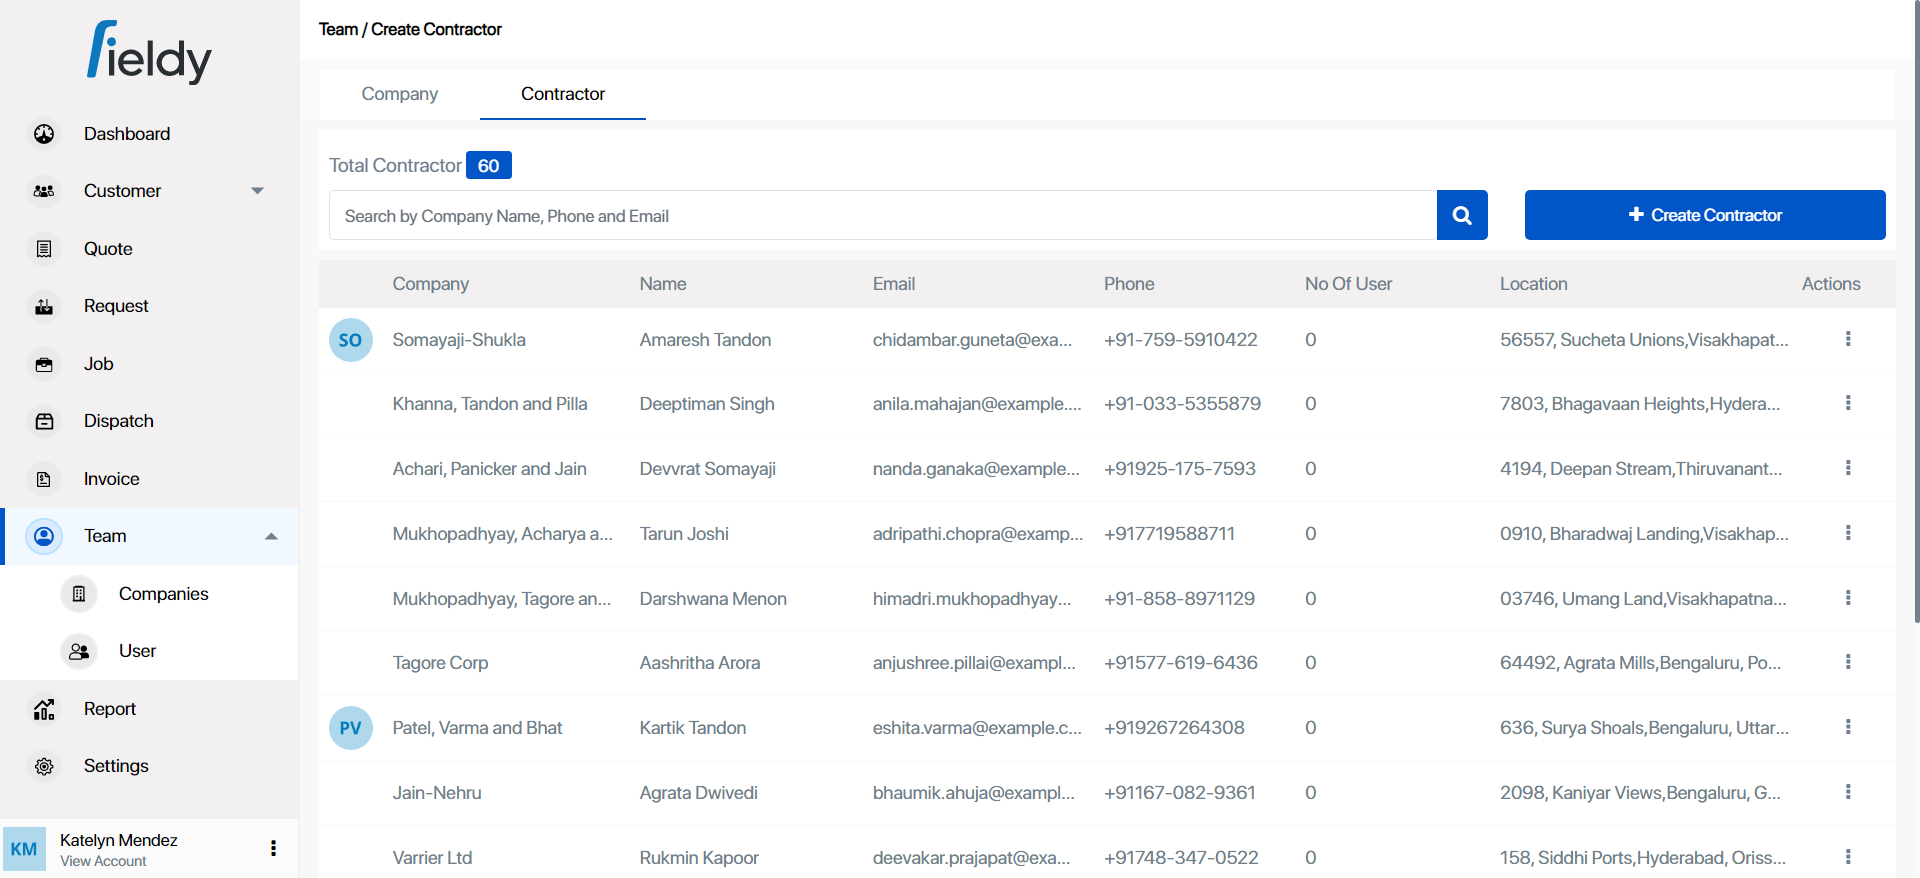 fieldy
Team / Create Contractor
Company Contractor
Dashboard
Customer
Quote
Request
Job
Dispatch
Invoice
Team
Companies
User
Report
Settings
KM Katelyn Mendez
View Account
Total Contractor 60
Search by Company Name, Phone and Email
+ Create Contractor
Company Name Email Phone No Of User Location Actions
SO Somayaji-Shukla Amaresh Tandon chidambar.guneta@exa... +91-759-5910422 0 56557, Sucheta Unions,Visakhapat...
Khanna, Tandon and Pilla Deeptiman Singh anila.mahajan@example.... +91-033-5355879 0 7803, Bhagavaan Heights,Hydera...
Achari, Panicker and Jain Devvrat Somayaji nanda.ganaka@example... +91925-175-7593 0 4194, Deepan Stream,Thiruvanant...
Mukhopadhyay, Acharya a... Tarun Joshi adripathi.chopra@examp... +917719588711 0 0910, Bharadwaj Landing,Visakhap...
Mukhopadhyay, Tagore an... Darshwana Menon himadri.mukhopadhyay... +91-858-8971129 0 03746, Umang Land,Visakhapatna...
Tagore Corp Aashritha Arora anjushree.pillai@exampl... +91577-619-6436 0 64492, Agrata Mills,Bengaluru, Po...
PV Patel, Varma and Bhat Kartik Tandon eshita.varma@example.c... +919267264308 0 636, Surya Shoals,Bengaluru, Uttar...
Jain-Nehru Agrata Dwivedi bhaumik.ahuja@exampl... +91167-082-9361 0 2098, Kaniyar Views,Bengaluru, G...
Varrier Ltd Rukmin Kapoor deevakar.prajapat@exa... +91748-347-0522 0 158, Siddhi Ports,Hyderabad, Oriss...